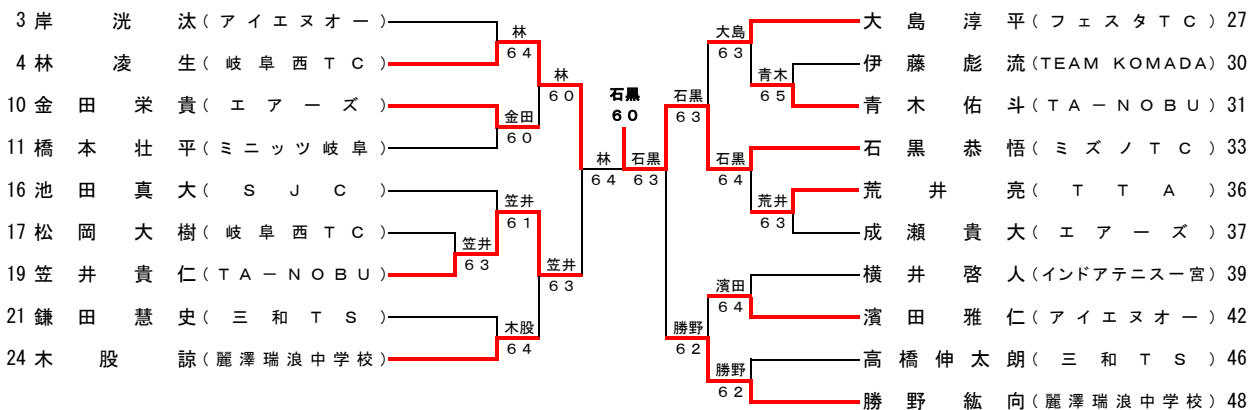 3 岸 洸 汰 (アイエヌオー)
4 林 凌 生 (岐阜西TC)
10 金 田 栄 貴 (エアーズ)
11 橋 本 壮 平 (ミニッツ岐阜)
16 池 田 真 大 (SJC)
17 松 岡 大 樹 (岐阜西TC)
19 笠 井 貴 仁 (TA-NOBU)
21 鎌 田 慧 史 (三和TS)
24 木 股 諒 (麗澤瑞浪中学校)
林
64
金田
60
林
60
笠井
63
笠井
61
木股
64
笠井
63
林
64
石黒
60
石黒
63
石黒
63
勝野
62
大島
63
青木
65
石黒
64
荒井
63
濱田
64
勝野
62
大 島 淳 平 (フェスタTC) 27
伊 藤 彪 流 (TEAM KOMADA) 30
青 木 佑 斗 (TA-NOBU) 31
石 黒 恭 悟 (ミズノTC) 33
荒 井 亮 (TTA) 36
成 瀬 貴 大 (エアーズ) 37
横 井 啓 人 (インドアテニス一宮) 39
濱 田 雅 仁 (アイエヌオー) 42
高 橋 伸 太 朗 (三和TS) 46
勝 野 紘 向 (麗澤瑞浪中学校) 48